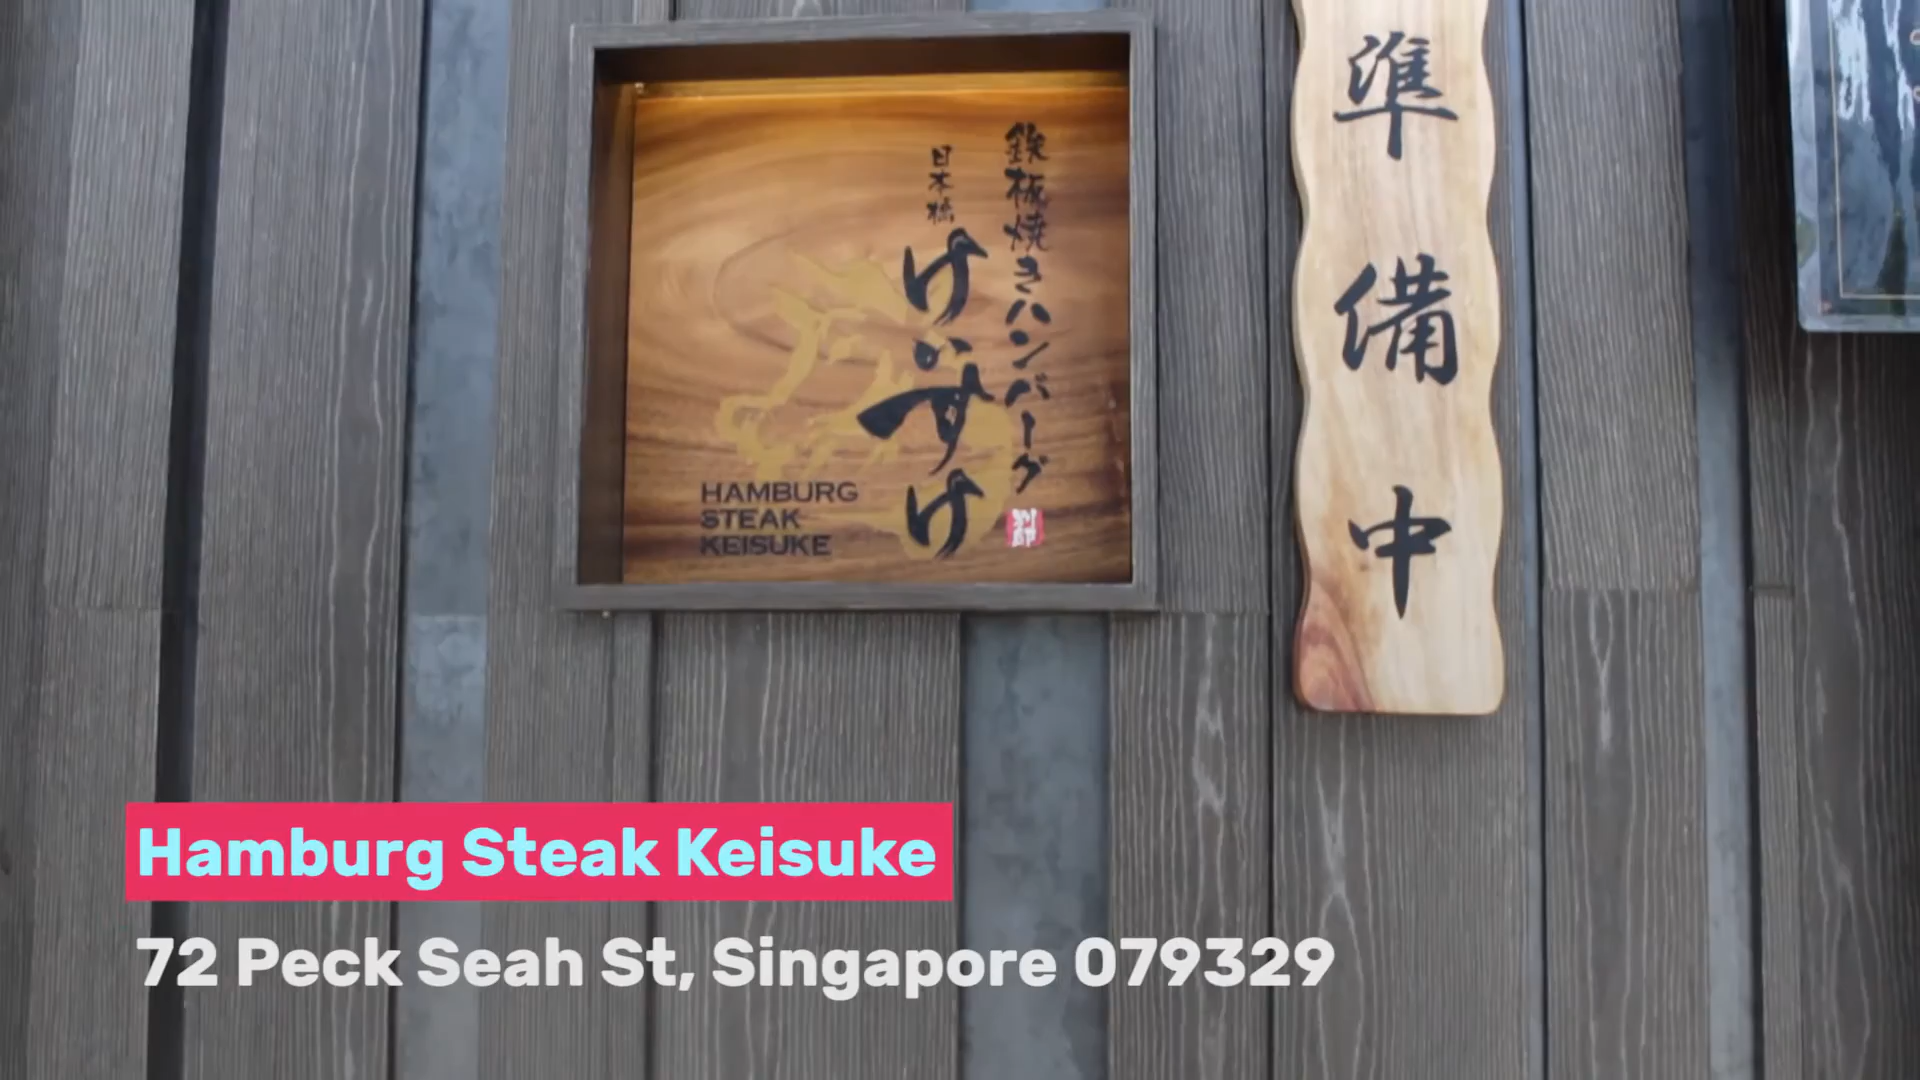 鉄板焼きハンバーグ
日本橋
けいすけ
HAMBURG
STEAK
KEISUKE
準備中
Hamburg Steak Keisuke
72 Peck Seah St, Singapore 079329